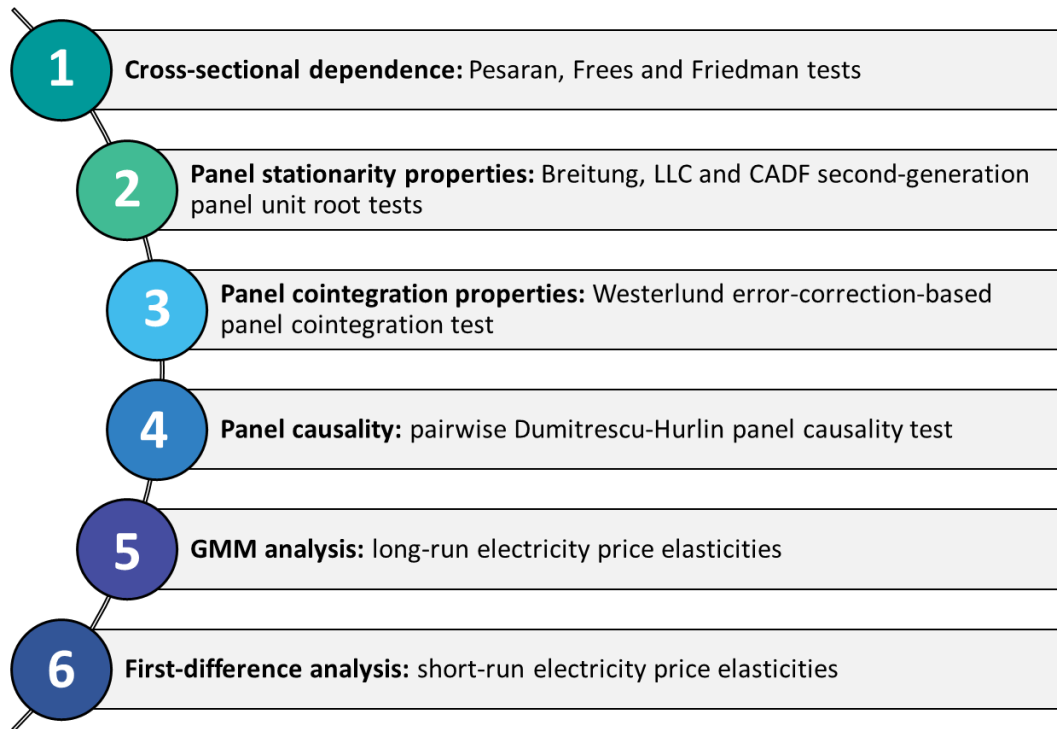 1
Cross-sectional dependence: Pesaran, Frees and Friedman tests
2
Panel stationarity properties: Breitung, LLC and CADF second-generation
panel unit root tests
3
Panel cointegration properties: Westerlund error-correction-based
panel cointegration test
4
Panel causality: pairwise Dumitrescu-Hurlin panel causality test
5
GMM analysis: long-run electricity price elasticities
6
First-difference analysis: short-run electricity price elasticities